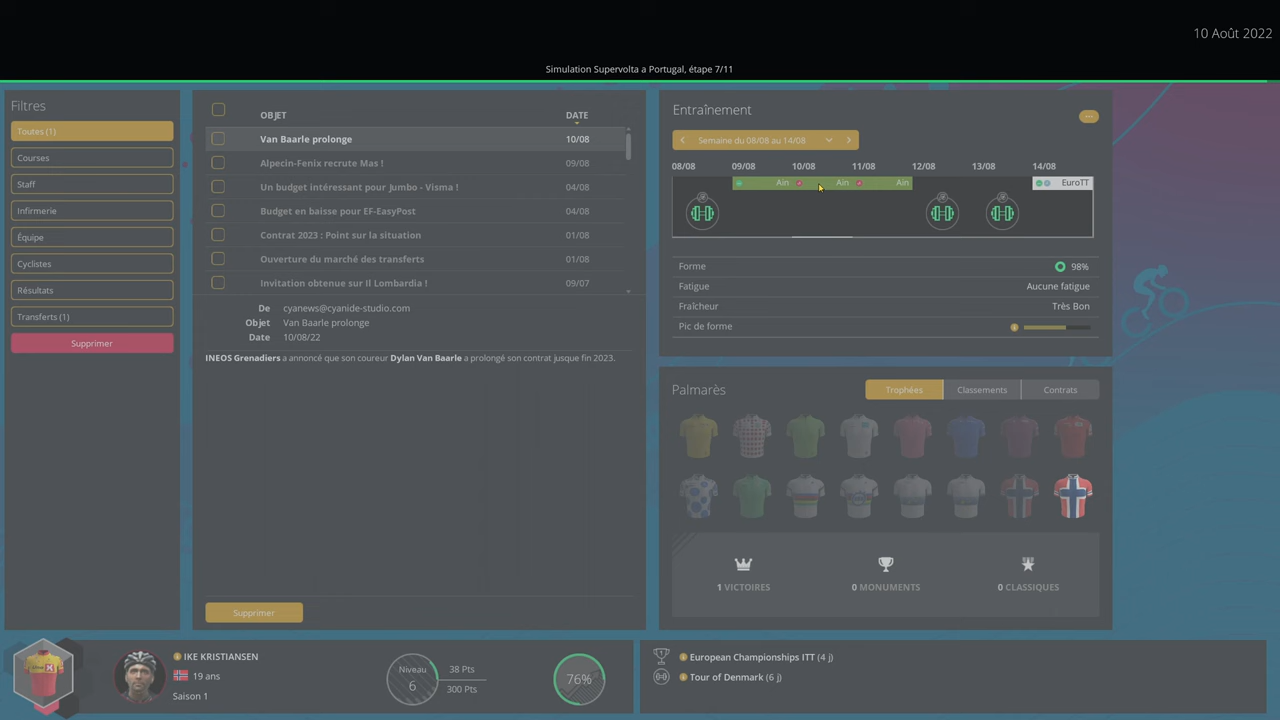 10 Août 2022
Simulation Supervolta a Portugal, étape 7/11
Filtres
Toutes (1)
Courses
Staff
Infirmerie
Équipe
Cyclistes
Résultats
Transferts (1)
Supprimer
OBJET DATE
Van Baarle prolonge 10/08
Alpecin-Fenix recrute Mas ! 09/08
Un budget intéressant pour Jumbo - Visma ! 04/08
Budget en baisse pour EF-EasyPost 04/08
Contrat 2023 : Point sur la situation 01/08
Ouverture du marché des transferts 01/08
Invitation obtenue sur Il Lombardia ! 09/07
De cyanews@cyanide-studio.com
Objet Van Baarle prolonge
Date 10/08/22
INEOS Grenadiers a annoncé que son coureur Dylan Van Baarle a prolongé son contrat jusque fin 2023.
Supprimer
Entraînement
...
Semaine du 08/08 au 14/08
08/08 09/08 10/08 11/08 12/08 13/08 14/08
Ain Ain Ain EuroTT
Forme 98%
Fatigue Aucune fatigue
Fraîcheur Très Bon
Pic de forme
Palmarès
Trophées Classements Contrats
1 VICTOIRES 0 MONUMENTS 0 CLASSIQUES
IKE KRISTIANSEN
19 ans
Saison 1
Niveau
6
38 Pts
300 Pts
76%
European Championships ITT (4 j)
Tour of Denmark (6 j)